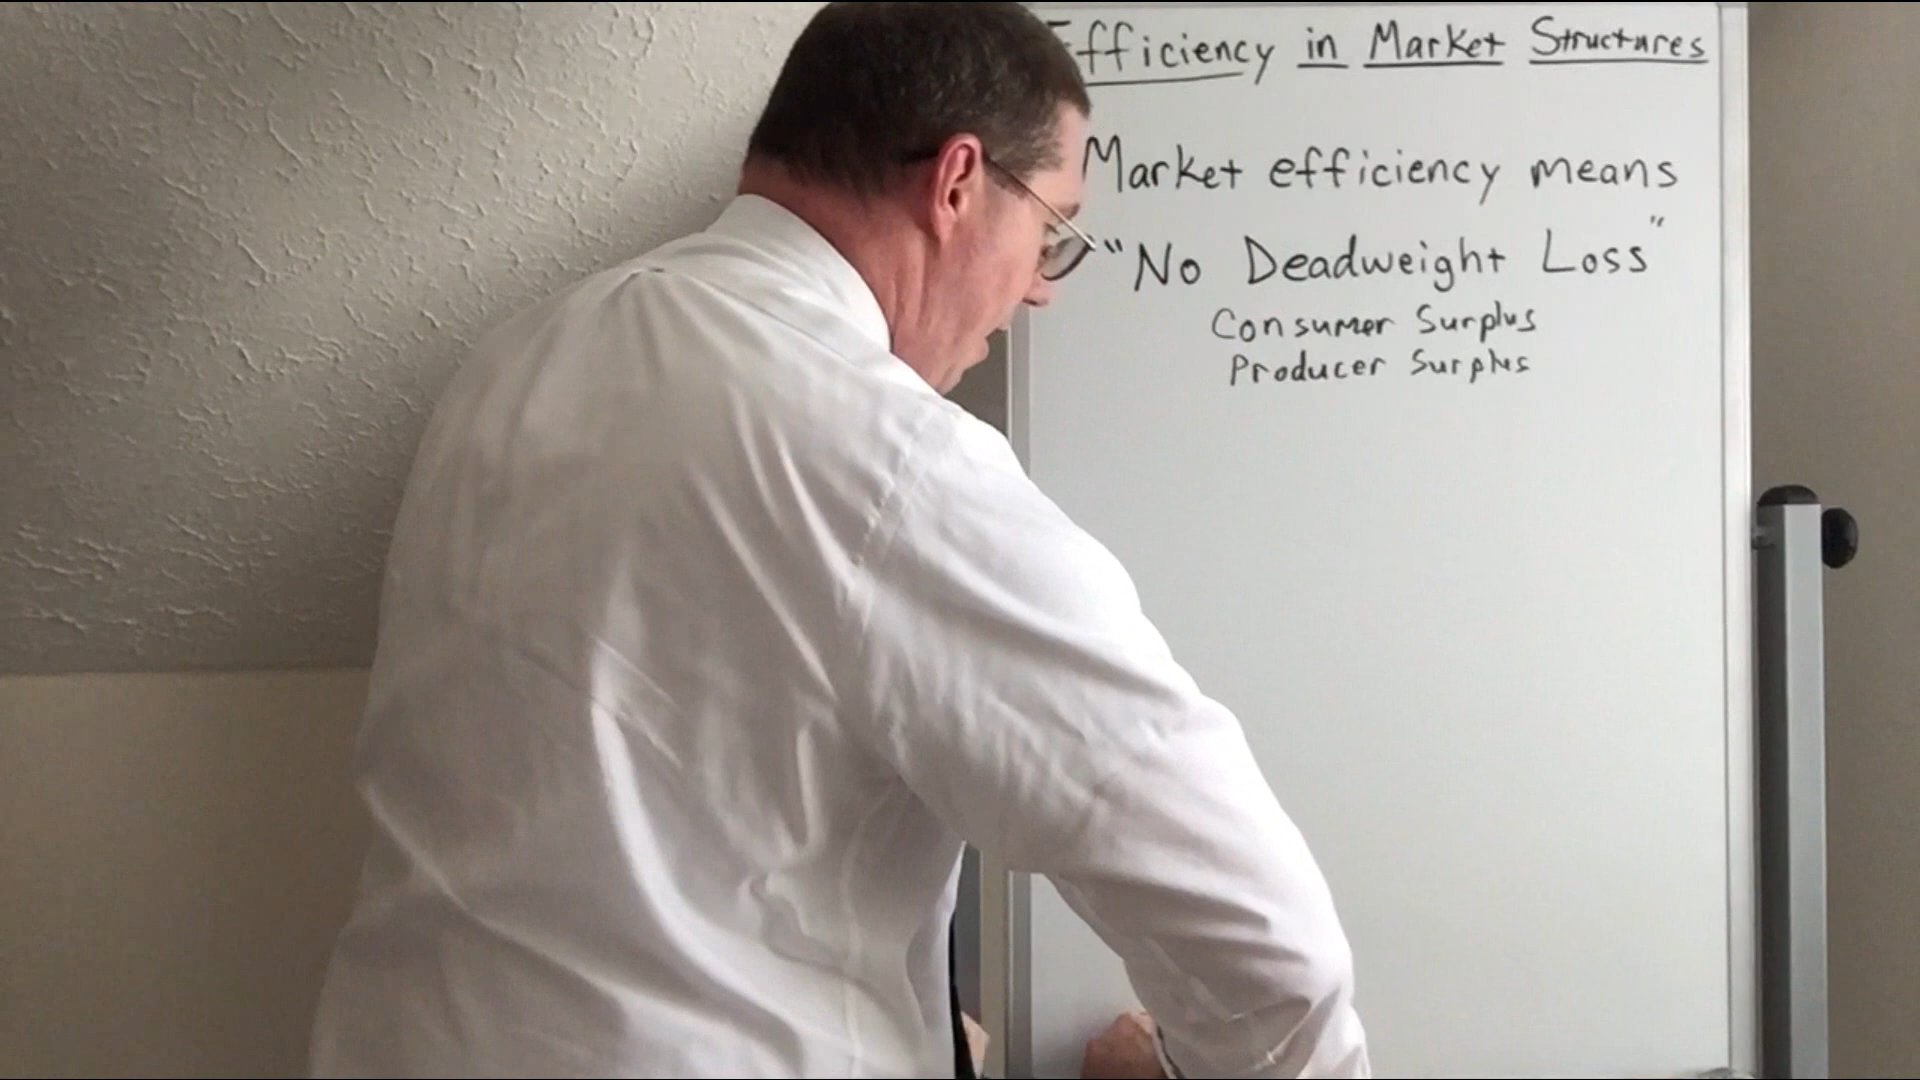 Efficiency in Market Structures
Market efficiency means
"No Deadweight Loss"
Consumer Surplus
Producer Surplus